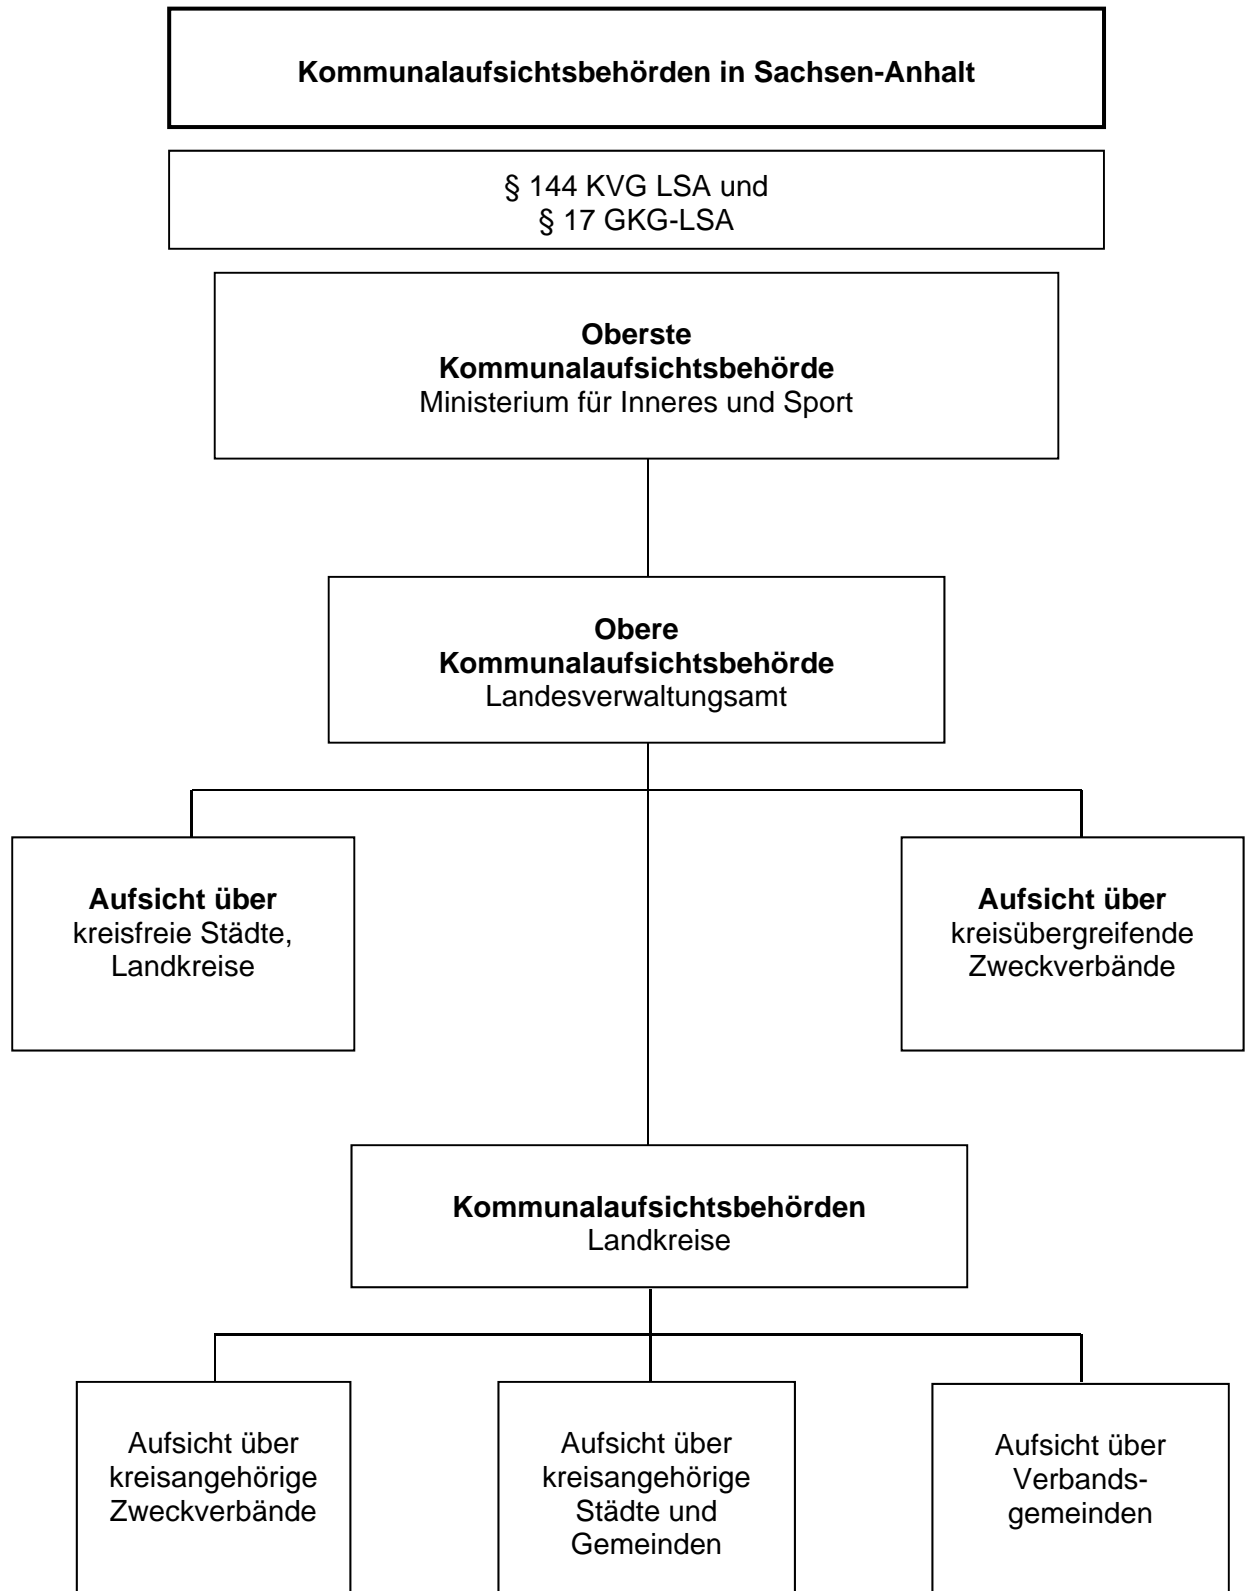 Kommunalaufsichtsbehörden in Sachsen-Anhalt
§ 144 KVG LSA und
§ 17 GKG-LSA
Oberste
Kommunalaufsichtsbehörde
Ministerium für Inneres und Sport
Obere
Kommunalaufsichtsbehörde
Landesverwaltungsamt
Aufsicht über
kreisfreie Städte,
Landkreise
Aufsicht über
kreisübergreifende
Zweckverbände
Kommunalaufsichtsbehörden
Landkreise
Aufsicht über
kreisangehörige
Zweckverbände
Aufsicht über
kreisangehörige
Städte und
Gemeinden
Aufsicht über
Verbands-
gemeinden